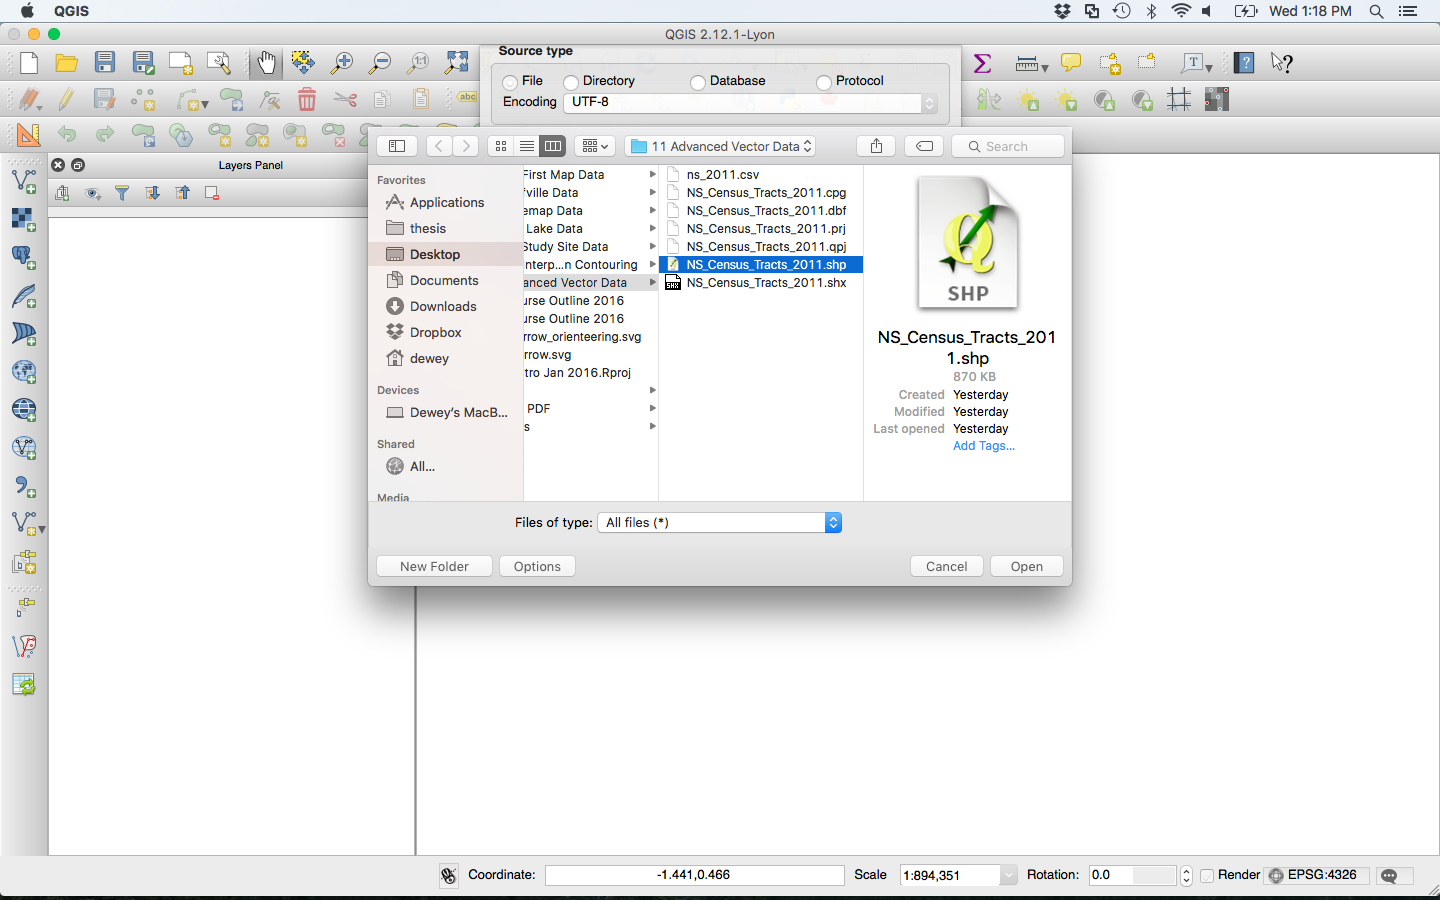 QGIS
Wed 1:18 PM
QGIS 2.12.1-Lyon
Source type
File
Directory
Database
Protocol
Encoding
UTF-8
1:1
abc
T
?
?
Layers Panel
11 Advanced Vector Data
Search
Favorites
Applications
thesis
Desktop
Documents
Downloads
Dropbox
dewey
Devices
Dewey's MacB...
Shared
All...
Media
First Map Data
fville Data
emap Data
Lake Data
Study Site Data
nterp...n Contouring
anced Vector Data
urse Outline 2016
urse Outline 2016
rrow_orienteering.svg
rrow.svg
tro Jan 2016.Rproj
PDF
s
ns_2011.csv
NS_Census_Tracts_2011.cpg
NS_Census_Tracts_2011.dbf
NS_Census_Tracts_2011.prj
NS_Census_Tracts_2011.qpj
NS_Census_Tracts_2011.shp
NS_Census_Tracts_2011.shx
SHX
SHP
NS_Census_Tracts_201
1.shp
870 KB
Created Yesterday
Modified Yesterday
Last opened Yesterday
Add Tags...
Files of type: All files (*)
New Folder
Options
Cancel
Open
Coordinate: -1.441,0.466
Scale 1:894,351
Rotation: 0.0
Render
EPSG:4326